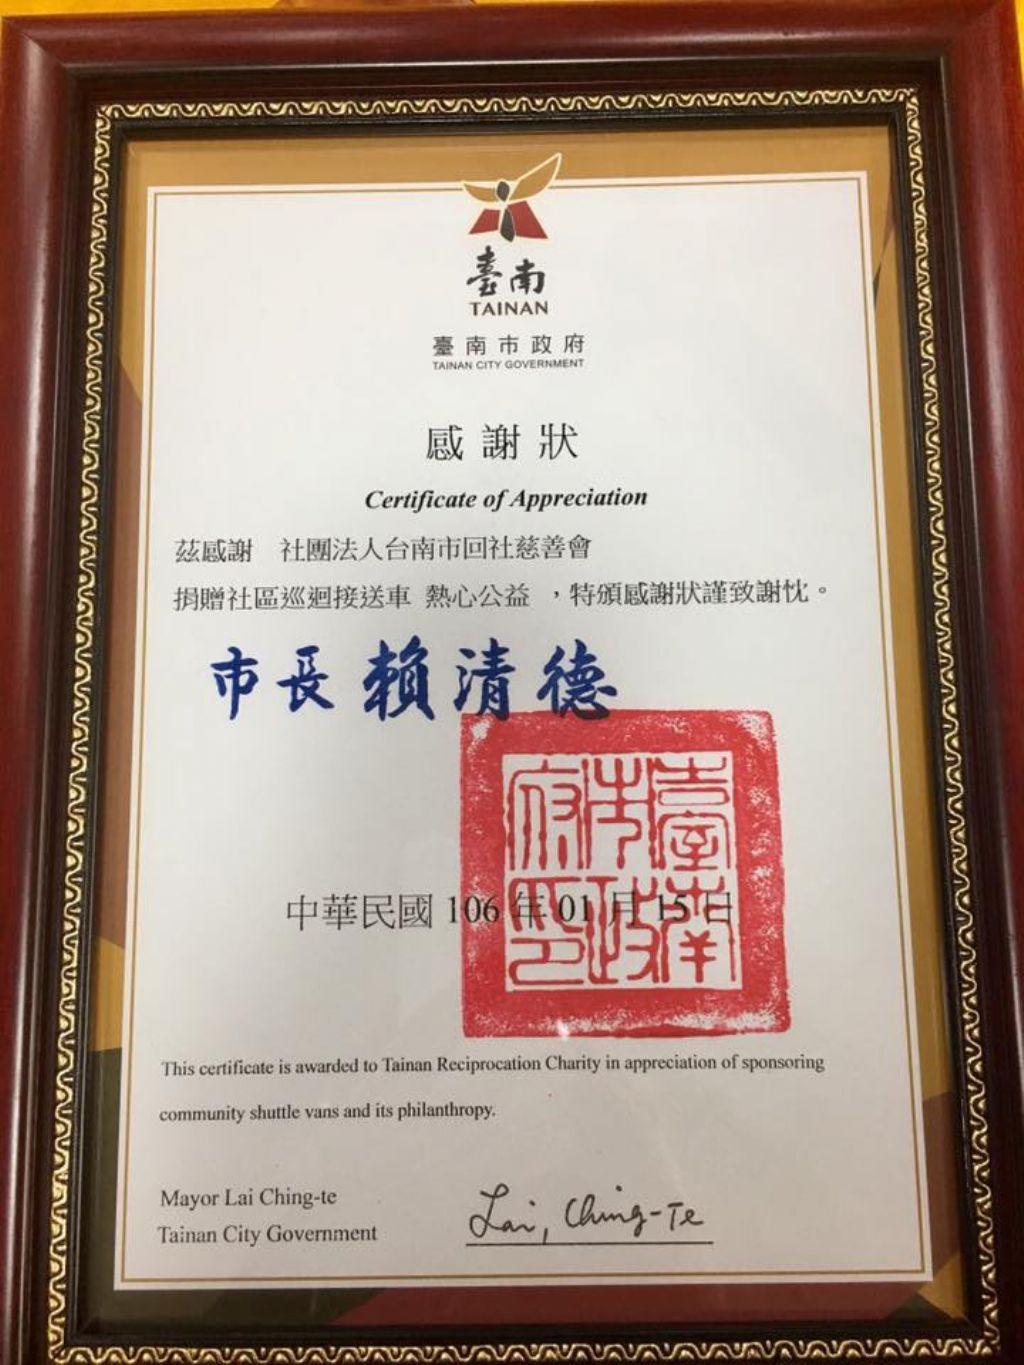 臺南
TAINAN
臺南市政府
TAINAN CITY GOVERNMENT
感謝狀
Certificate of Appreciation
茲感謝 社團法人台南市回社慈善會
捐贈社區巡迴接送車 熱心公益 ，特頒感謝狀謹致謝忱。
市長賴清德
臺南市政府印
中華民國 106 年 01 月 15 日
This certificate is awarded to Tainan Reciprocation Charity in appreciation of sponsoring
community shuttle vans and its philanthropy.
Mayor Lai Ching-te
Tainan City Government
Lai, Ching-Te